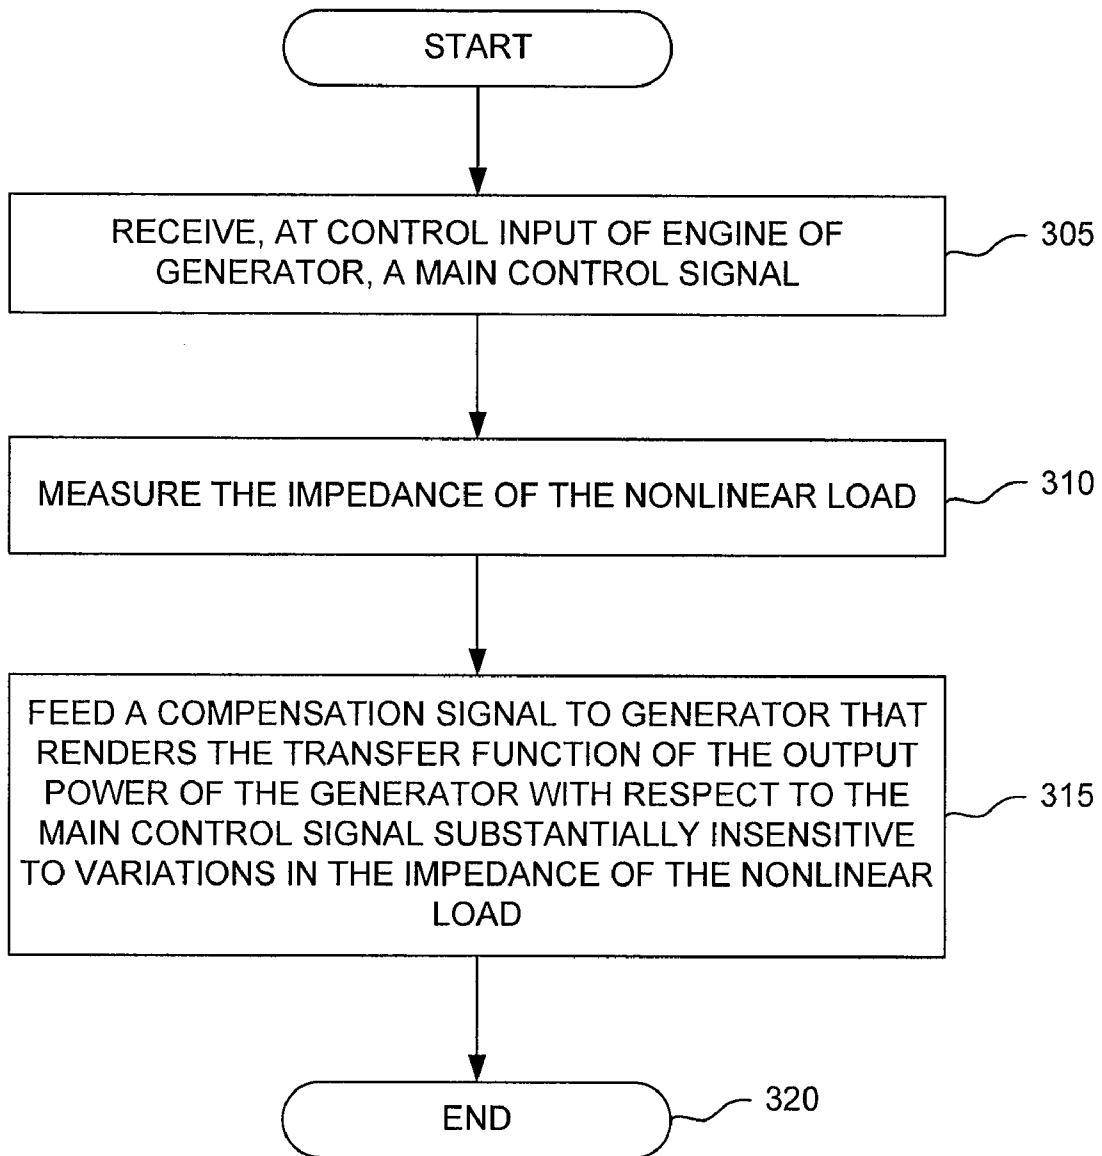 START
RECEIVE, AT CONTROL INPUT OF ENGINE OF
GENERATOR, A MAIN CONTROL SIGNAL
305
MEASURE THE IMPEDANCE OF THE NONLINEAR LOAD
310
FEED A COMPENSATION SIGNAL TO GENERATOR THAT
RENDERS THE TRANSFER FUNCTION OF THE OUTPUT
POWER OF THE GENERATOR WITH RESPECT TO THE
MAIN CONTROL SIGNAL SUBSTANTIALLY INSENSITIVE
TO VARIATIONS IN THE IMPEDANCE OF THE NONLINEAR
LOAD
315
END
320